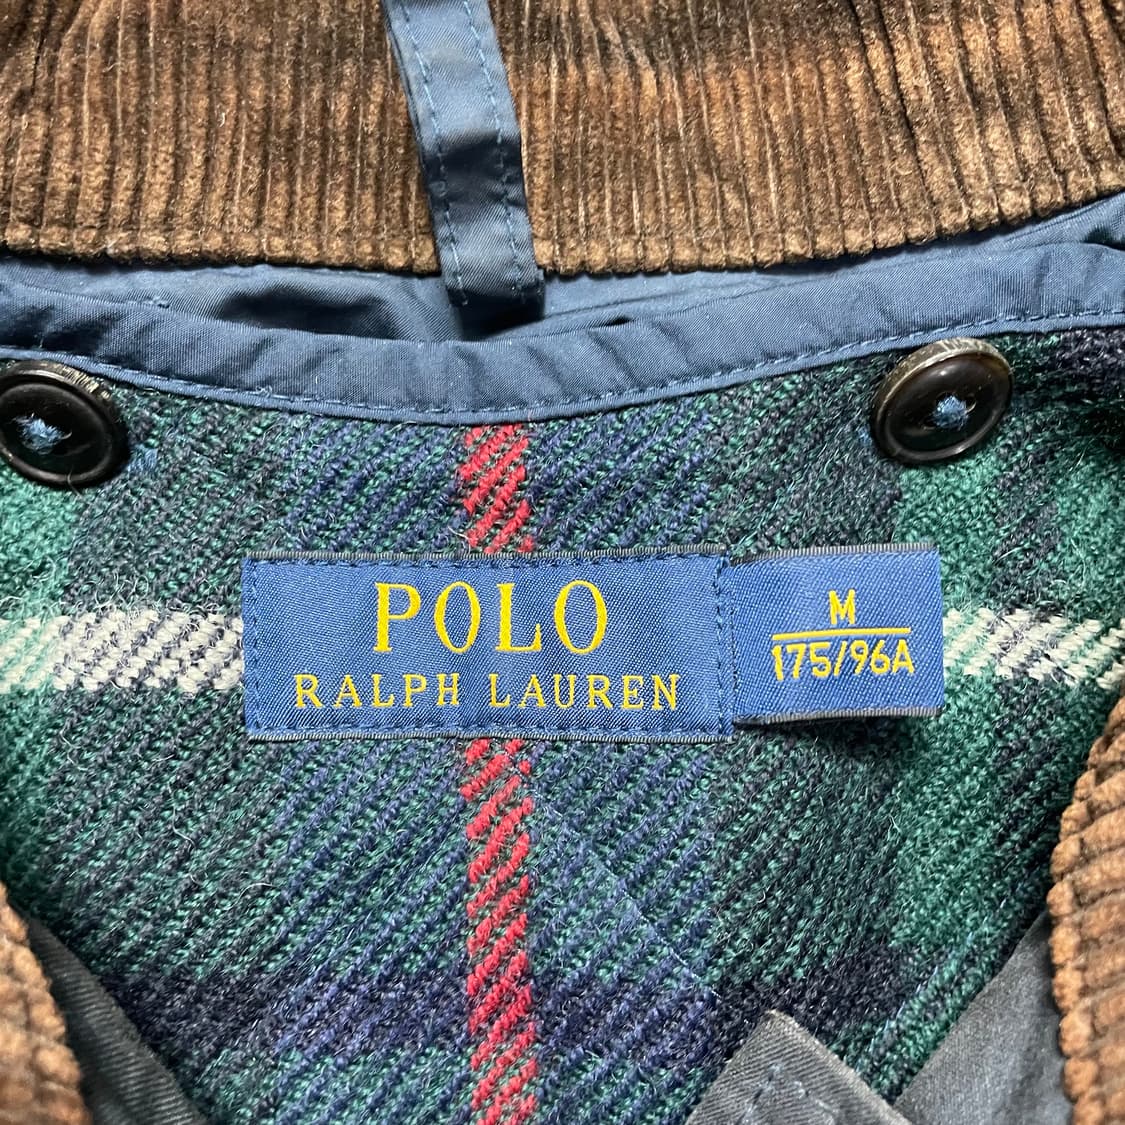 POLO
RALPH LAUREN
M
175/96A